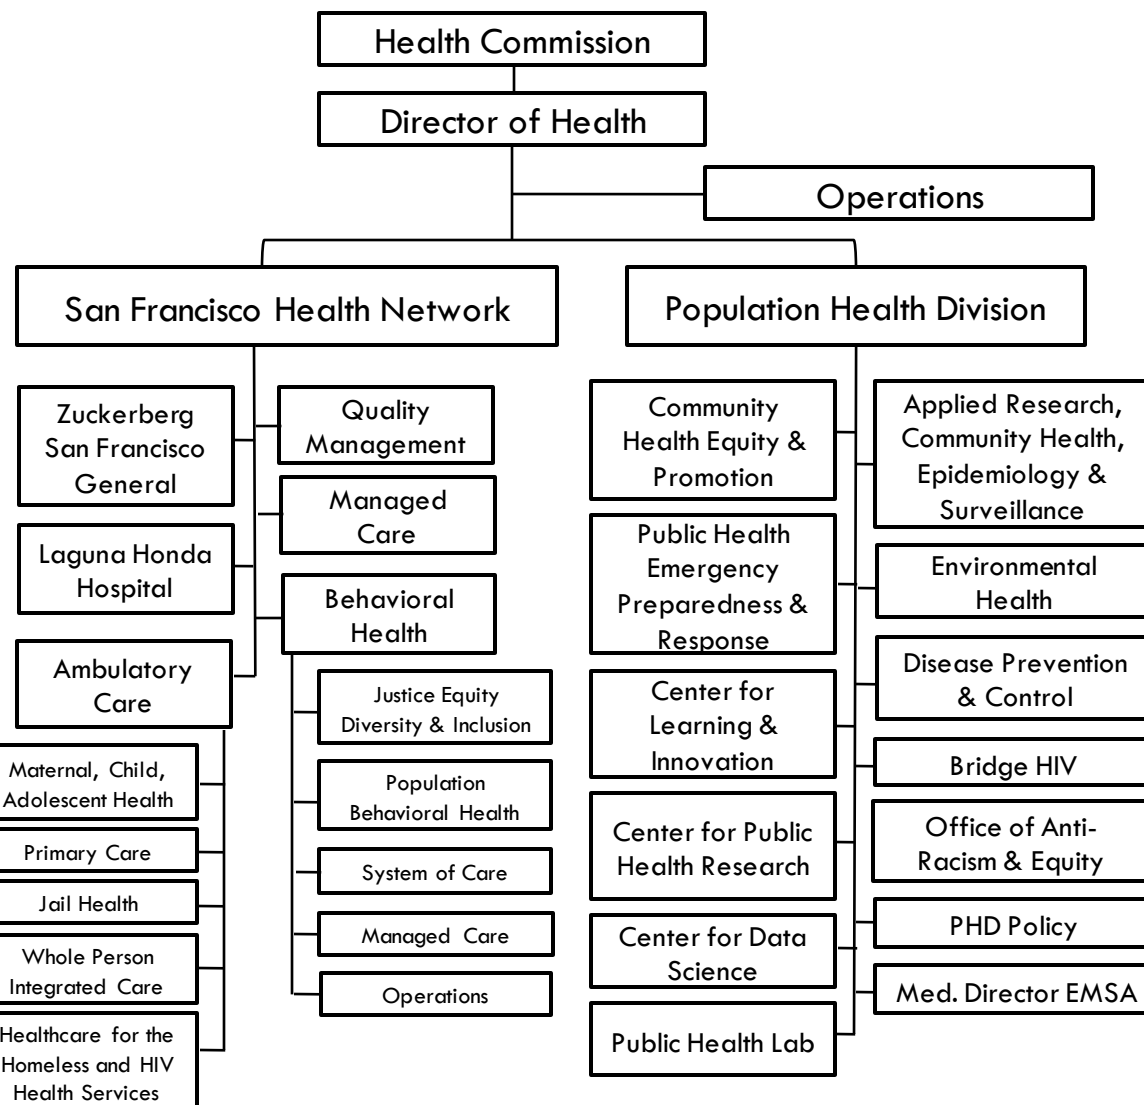 Health Commission
Director of Health
Operations
San Francisco Health Network
Population Health Division
Zuckerberg
San Francisco
General
Laguna Honda
Hospital
Ambulatory
Care
Maternal, Child,
Adolescent Health
Primary Care
Jail Health
Whole Person
Integrated Care
Healthcare for the
Homeless and HIV
Health Services
Quality
Management
Managed
Care
Behavioral
Health
Justice Equity
Diversity & Inclusion
Population
Behavioral Health
System of Care
Managed Care
Operations
Community
Health Equity &
Promotion
Public Health
Emergency
Preparedness &
Response
Center for
Learning &
Innovation
Center for Public
Health Research
Center for Data
Science
Public Health Lab
Applied Research,
Community Health,
Epidemiology &
Surveillance
Environmental
Health
Disease Prevention
& Control
Bridge HIV
Office of Anti-
Racism & Equity
PHD Policy
Med. Director EMSA